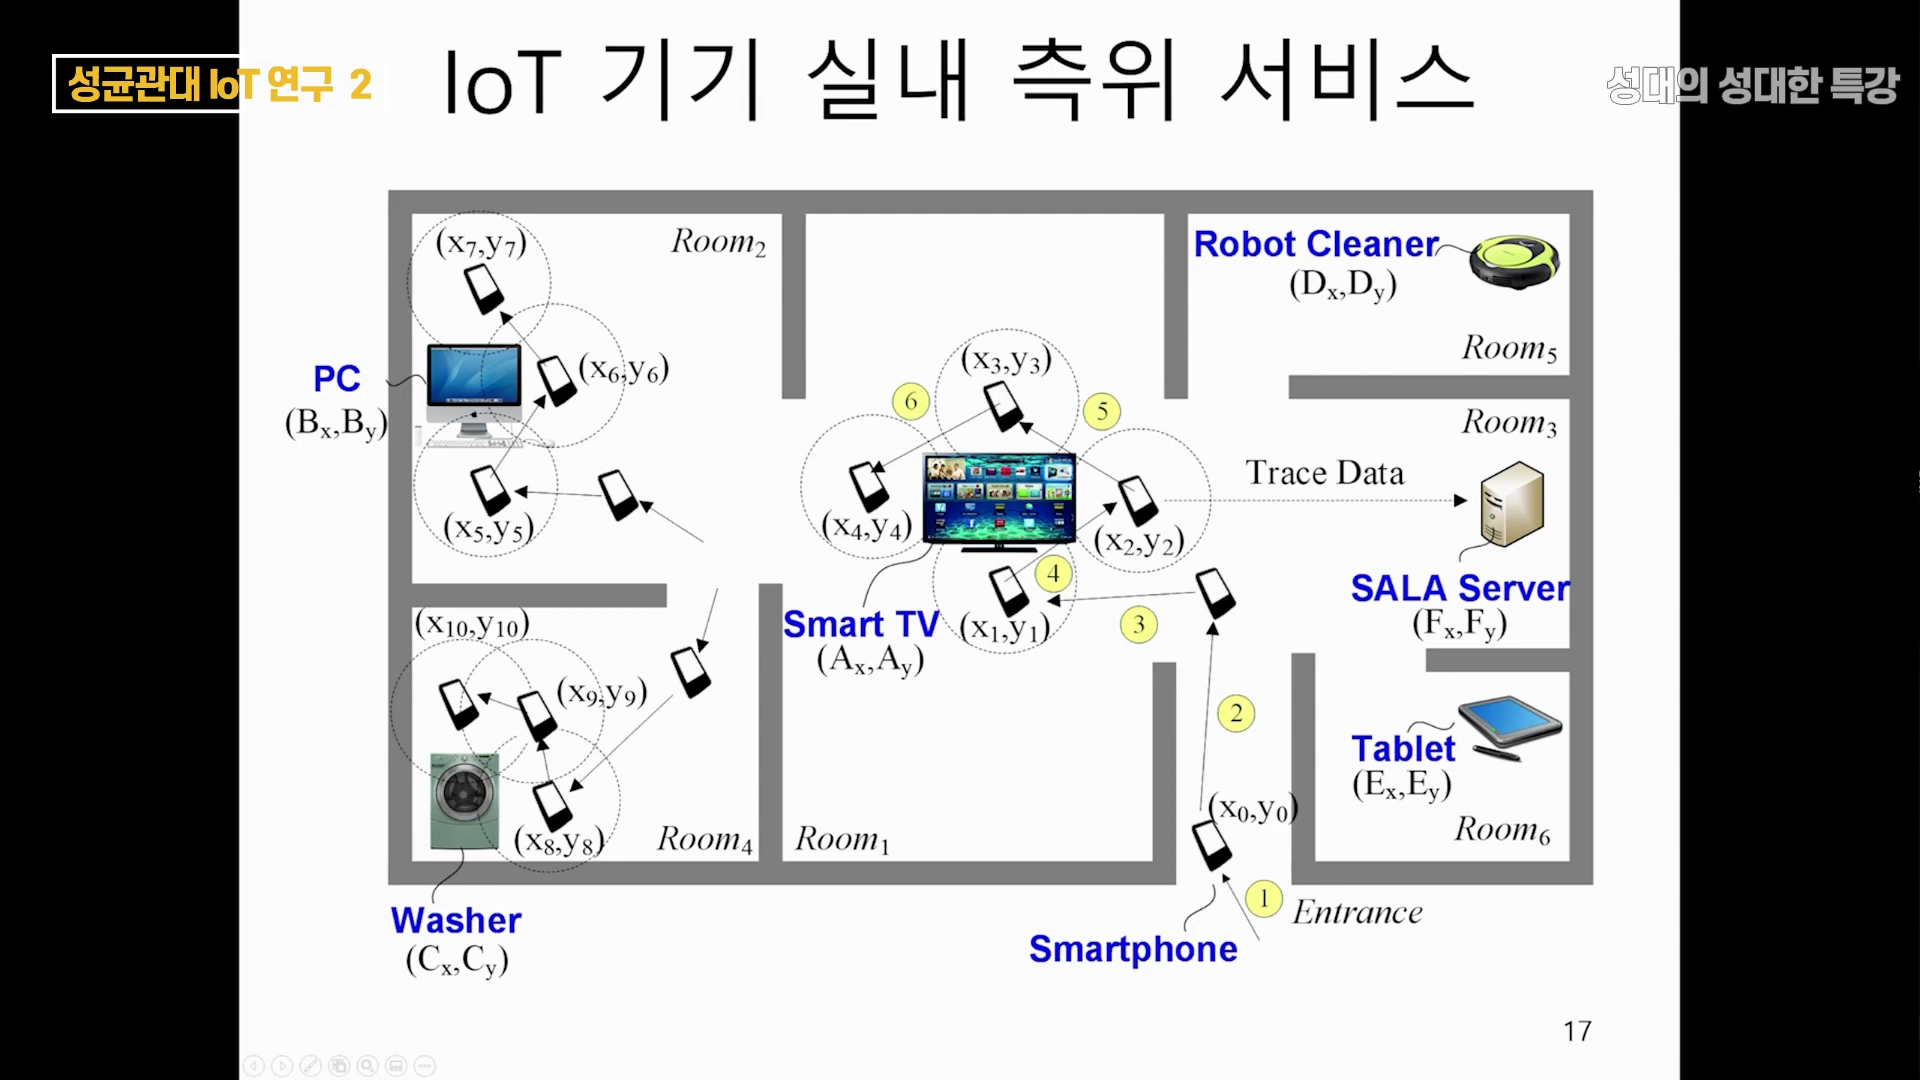 성균관대 IoT 연구 2
IoT 기기 실내 측위 서비스
성대의 성대한 특강
(x7,y7)
Room2
Robot Cleaner
(Dx,Dy)
Room5
PC
(Bx,By)
(x6,y6)
(x3,y3)
6
5
Room3
Trace Data
(x5,y5)
(x4,y4)
(x2,y2)
4
SALA Server
(Fx,Fy)
(x10,y10)
Smart TV
(Ax,Ay)
(x1,y1)
3
(x9,y9)
2
Tablet
(Ex,Ey)
(x0,y0)
(x8,y8)
Room4
Room1
Room6
1
Entrance
Washer
(Cx,Cy)
Smartphone
17